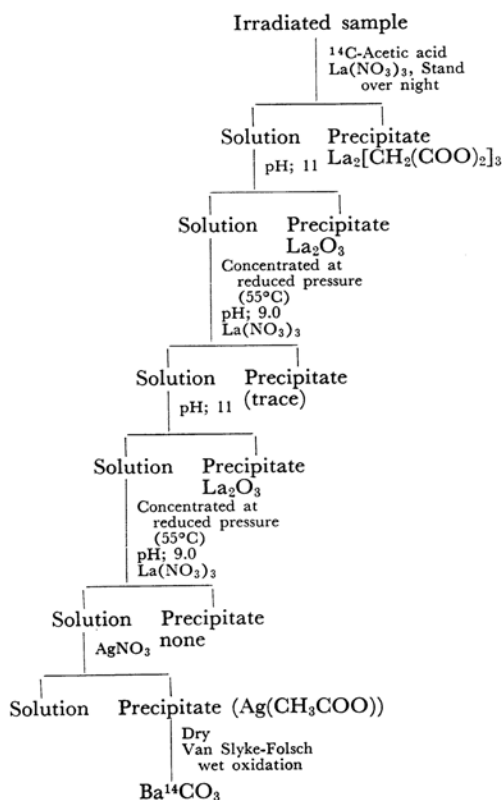 Irradiated sample
¹⁴C-Acetic acid
La(NO₃)₃, Stand
over night
Solution Precipitate
pH; 11 La₂[CH₂(COO)₂]₃
Solution Precipitate
La₂O₃
Concentrated at
reduced pressure
(55°C)
pH; 9.0
La(NO₃)₃
Solution Precipitate
pH; 11 (trace)
Solution Precipitate
La₂O₃
Concentrated at
reduced pressure
(55°C)
pH; 9.0
La(NO₃)₃
Solution Precipitate
AgNO₃ none
Solution Precipitate (Ag(CH₃COO))
Dry
Van Slyke-Folsch
wet oxidation
Ba¹⁴CO₃